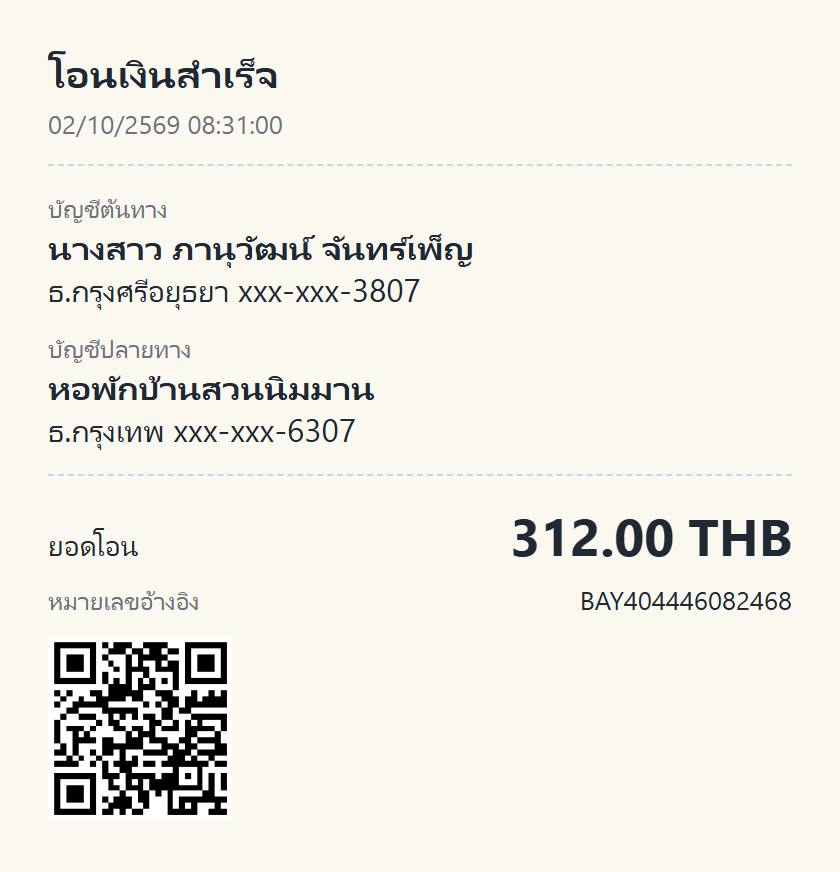 โอนเงินสำเร็จ
02/10/2569 08:31:00
บัญชีต้นทาง
นางสาว ภานุวัฒน์ จันทร์เพ็ญ
ธ.กรุงศรีอยุธยา xxx-xxx-3807
บัญชีปลายทาง
หอพักบ้านสวนนิมมาน
ธ.กรุงเทพ xxx-xxx-6307
ยอดโอน 312.00 THB
หมายเลขอ้างอิง BAY404446082468